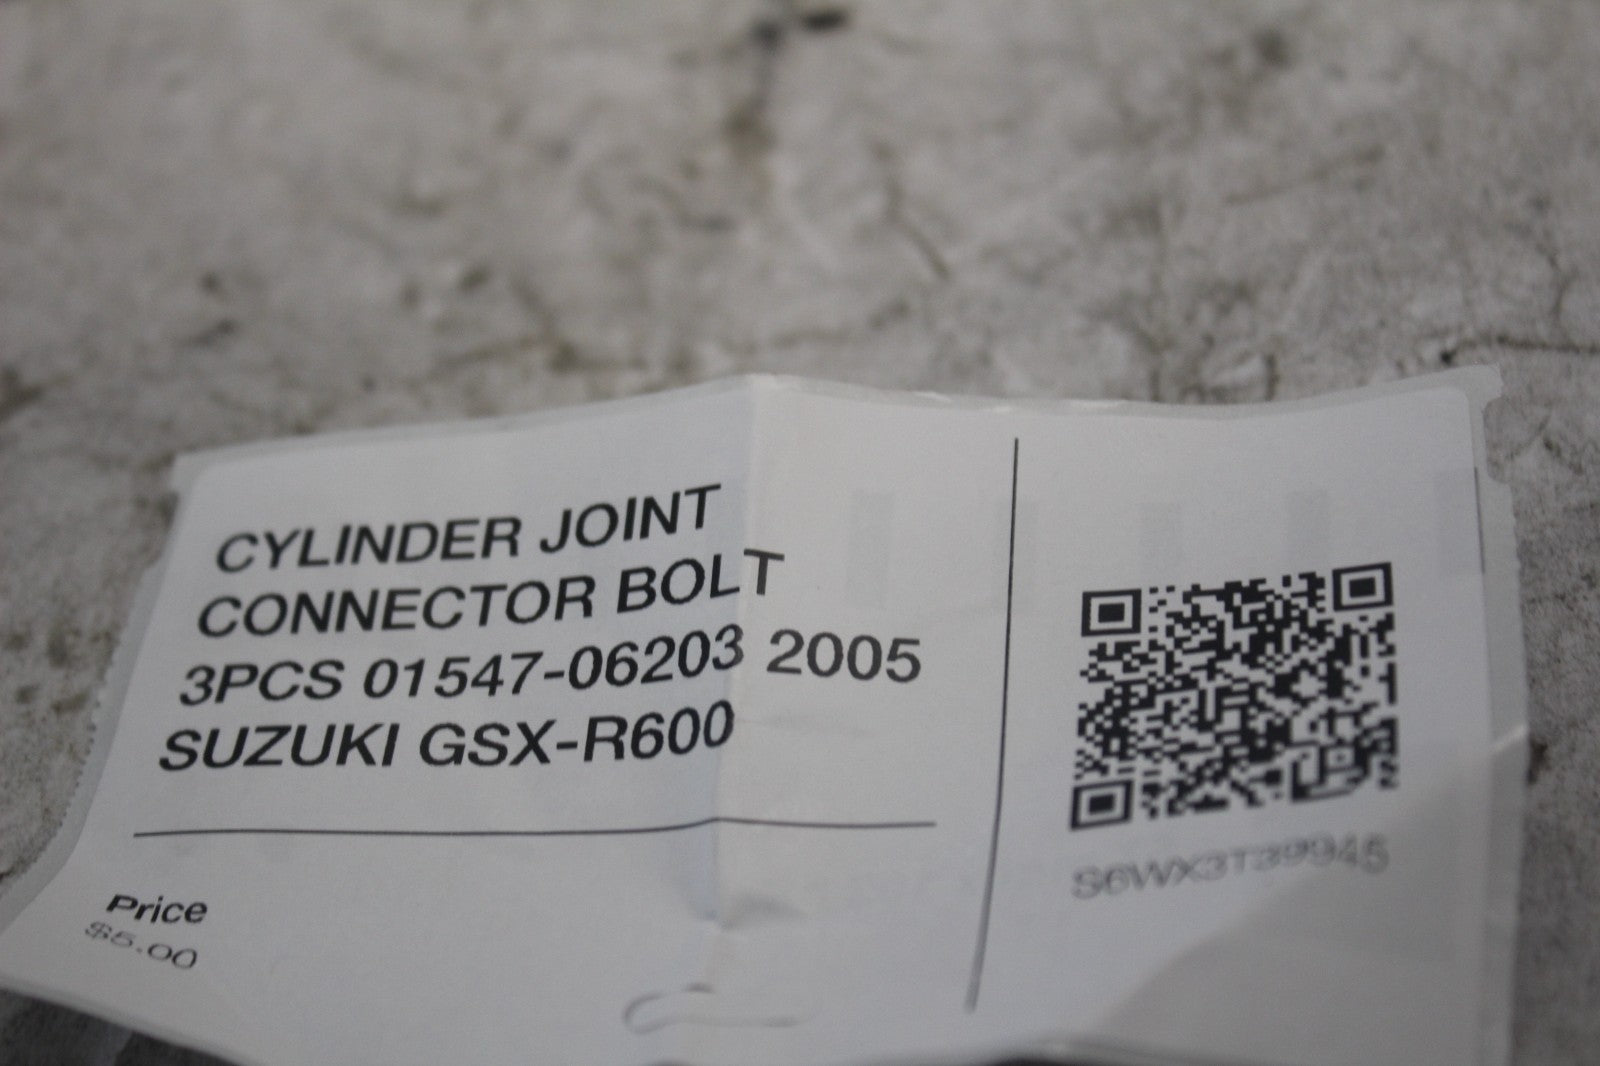 CYLINDER JOINT
CONNECTOR BOLT
3PCS 01547-06203 2005
SUZUKI GSX-R600
Price
$5.00
S6WX3T39945